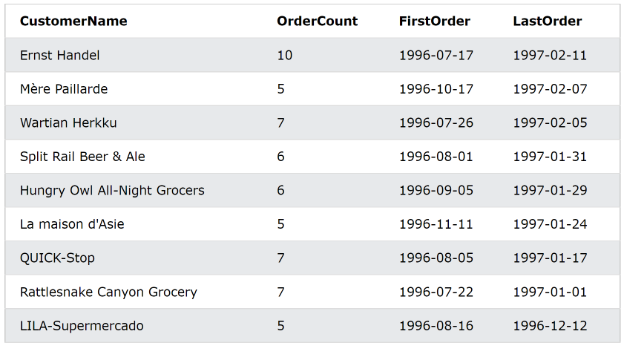 CustomerName OrderCount FirstOrder LastOrder
Ernst Handel 10 1996-07-17 1997-02-11
Mère Paillarde 5 1996-10-17 1997-02-07
Wartian Herkku 7 1996-07-26 1997-02-05
Split Rail Beer & Ale 6 1996-08-01 1997-01-31
Hungry Owl All-Night Grocers 6 1996-09-05 1997-01-29
La maison d'Asie 5 1996-11-11 1997-01-24
QUICK-Stop 7 1996-08-05 1997-01-17
Rattlesnake Canyon Grocery 7 1996-07-22 1997-01-01
LILA-Supermercado 5 1996-08-16 1996-12-12